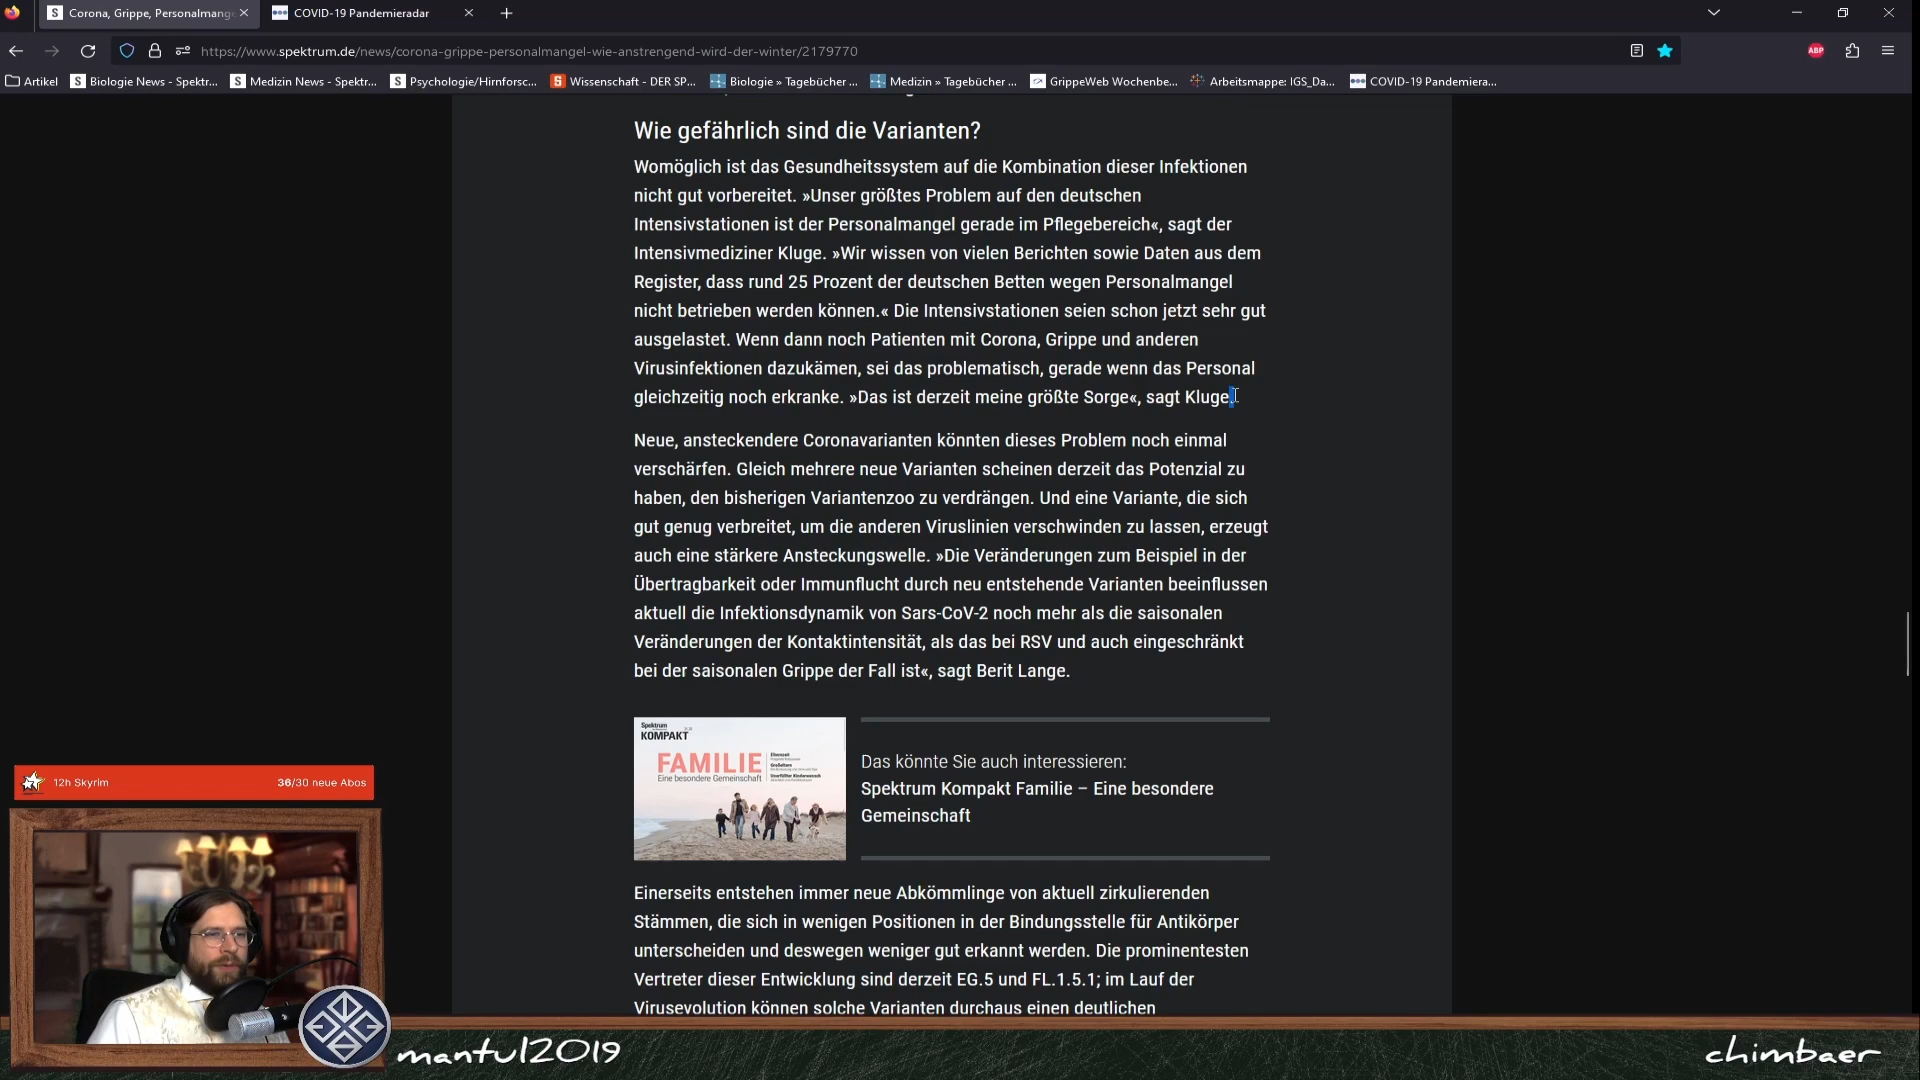 Corona, Grippe, Personalmang
COVID-19 Pandemieradar
https://www.spektrum.de/news/corona-grippe-personalmangel-wie-anstrengend-wird-der-winter/2179770
ABP
Artikel
Biologie News - Spektr...
Medizin News - Spektr...
Psychologie/Hirnforsc...
Wissenschaft - DER SP...
Biologie » Tagebücher ...
Medizin » Tagebücher ...
GrippeWeb Wochenbe...
Arbeitsmappe: IGS_Da...
COVID-19 Pandemiera...
Wie gefährlich sind die Varianten?
Womöglich ist das Gesundheitssystem auf die Kombination dieser Infektionen
nicht gut vorbereitet. »Unser größtes Problem auf den deutschen
Intensivstationen ist der Personalmangel gerade im Pflegebereich«, sagt der
Intensivmediziner Kluge. »Wir wissen von vielen Berichten sowie Daten aus dem
Register, dass rund 25 Prozent der deutschen Betten wegen Personalmangel
nicht betrieben werden können.« Die Intensivstationen seien schon jetzt sehr gut
ausgelastet. Wenn dann noch Patienten mit Corona, Grippe und anderen
Virusinfektionen dazukämen, sei das problematisch, gerade wenn das Personal
gleichzeitig noch erkranke. »Das ist derzeit meine größte Sorge«, sagt Kluge.
Neue, ansteckendere Coronavarianten könnten dieses Problem noch einmal
verschärfen. Gleich mehrere neue Varianten scheinen derzeit das Potenzial zu
haben, den bisherigen Variantenzoo zu verdrängen. Und eine Variante, die sich
gut genug verbreitet, um die anderen Viruslinien verschwinden zu lassen, erzeugt
auch eine stärkere Ansteckungswelle. »Die Veränderungen zum Beispiel in der
Übertragbarkeit oder Immunflucht durch neu entstehende Varianten beeinflussen
aktuell die Infektionsdynamik von Sars-CoV-2 noch mehr als die saisonalen
Veränderungen der Kontaktintensität, als das bei RSV und auch eingeschränkt
bei der saisonalen Grippe der Fall ist«, sagt Berit Lange.
Spektrum
KOMPAKT
FAMILIE
Eine besondere Gemeinschaft
Elternzeit
Großeltern
Unerfüllter Kinderwunsch
Das könnte Sie auch interessieren:
Spektrum Kompakt Familie – Eine besondere
Gemeinschaft
Einerseits entstehen immer neue Abkömmlinge von aktuell zirkulierenden
Stämmen, die sich in wenigen Positionen in der Bindungsstelle für Antikörper
unterscheiden und deswegen weniger gut erkannt werden. Die prominentesten
Vertreter dieser Entwicklung sind derzeit EG.5 und FL.1.5.1; im Lauf der
Virusevolution können solche Varianten durchaus einen deutlichen
12h Skyrim
36/30 neue Abos
mantul2019
chimbaer